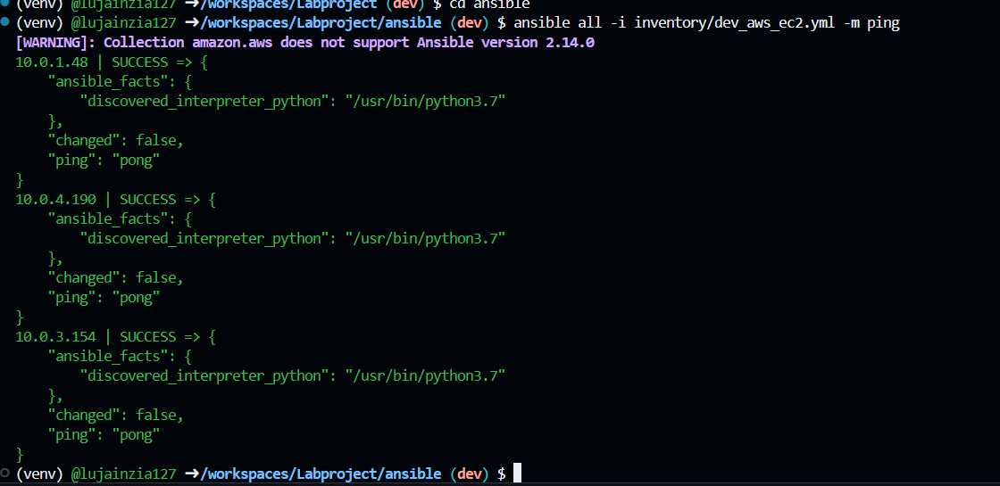 (venv) @lujainzia127 ➜/workspaces/Labproject (dev) $ cd ansible
(venv) @lujainzia127 ➜/workspaces/Labproject/ansible (dev) $ ansible all -i inventory/dev_aws_ec2.yml -m ping
[WARNING]: Collection amazon.aws does not support Ansible version 2.14.0
10.0.1.48 | SUCCESS => {
    "ansible_facts": {
        "discovered_interpreter_python": "/usr/bin/python3.7"
    },
    "changed": false,
    "ping": "pong"
}
10.0.4.190 | SUCCESS => {
    "ansible_facts": {
        "discovered_interpreter_python": "/usr/bin/python3.7"
    },
    "changed": false,
    "ping": "pong"
}
10.0.3.154 | SUCCESS => {
    "ansible_facts": {
        "discovered_interpreter_python": "/usr/bin/python3.7"
    },
    "changed": false,
    "ping": "pong"
}
(venv) @lujainzia127 ➜/workspaces/Labproject/ansible (dev) $